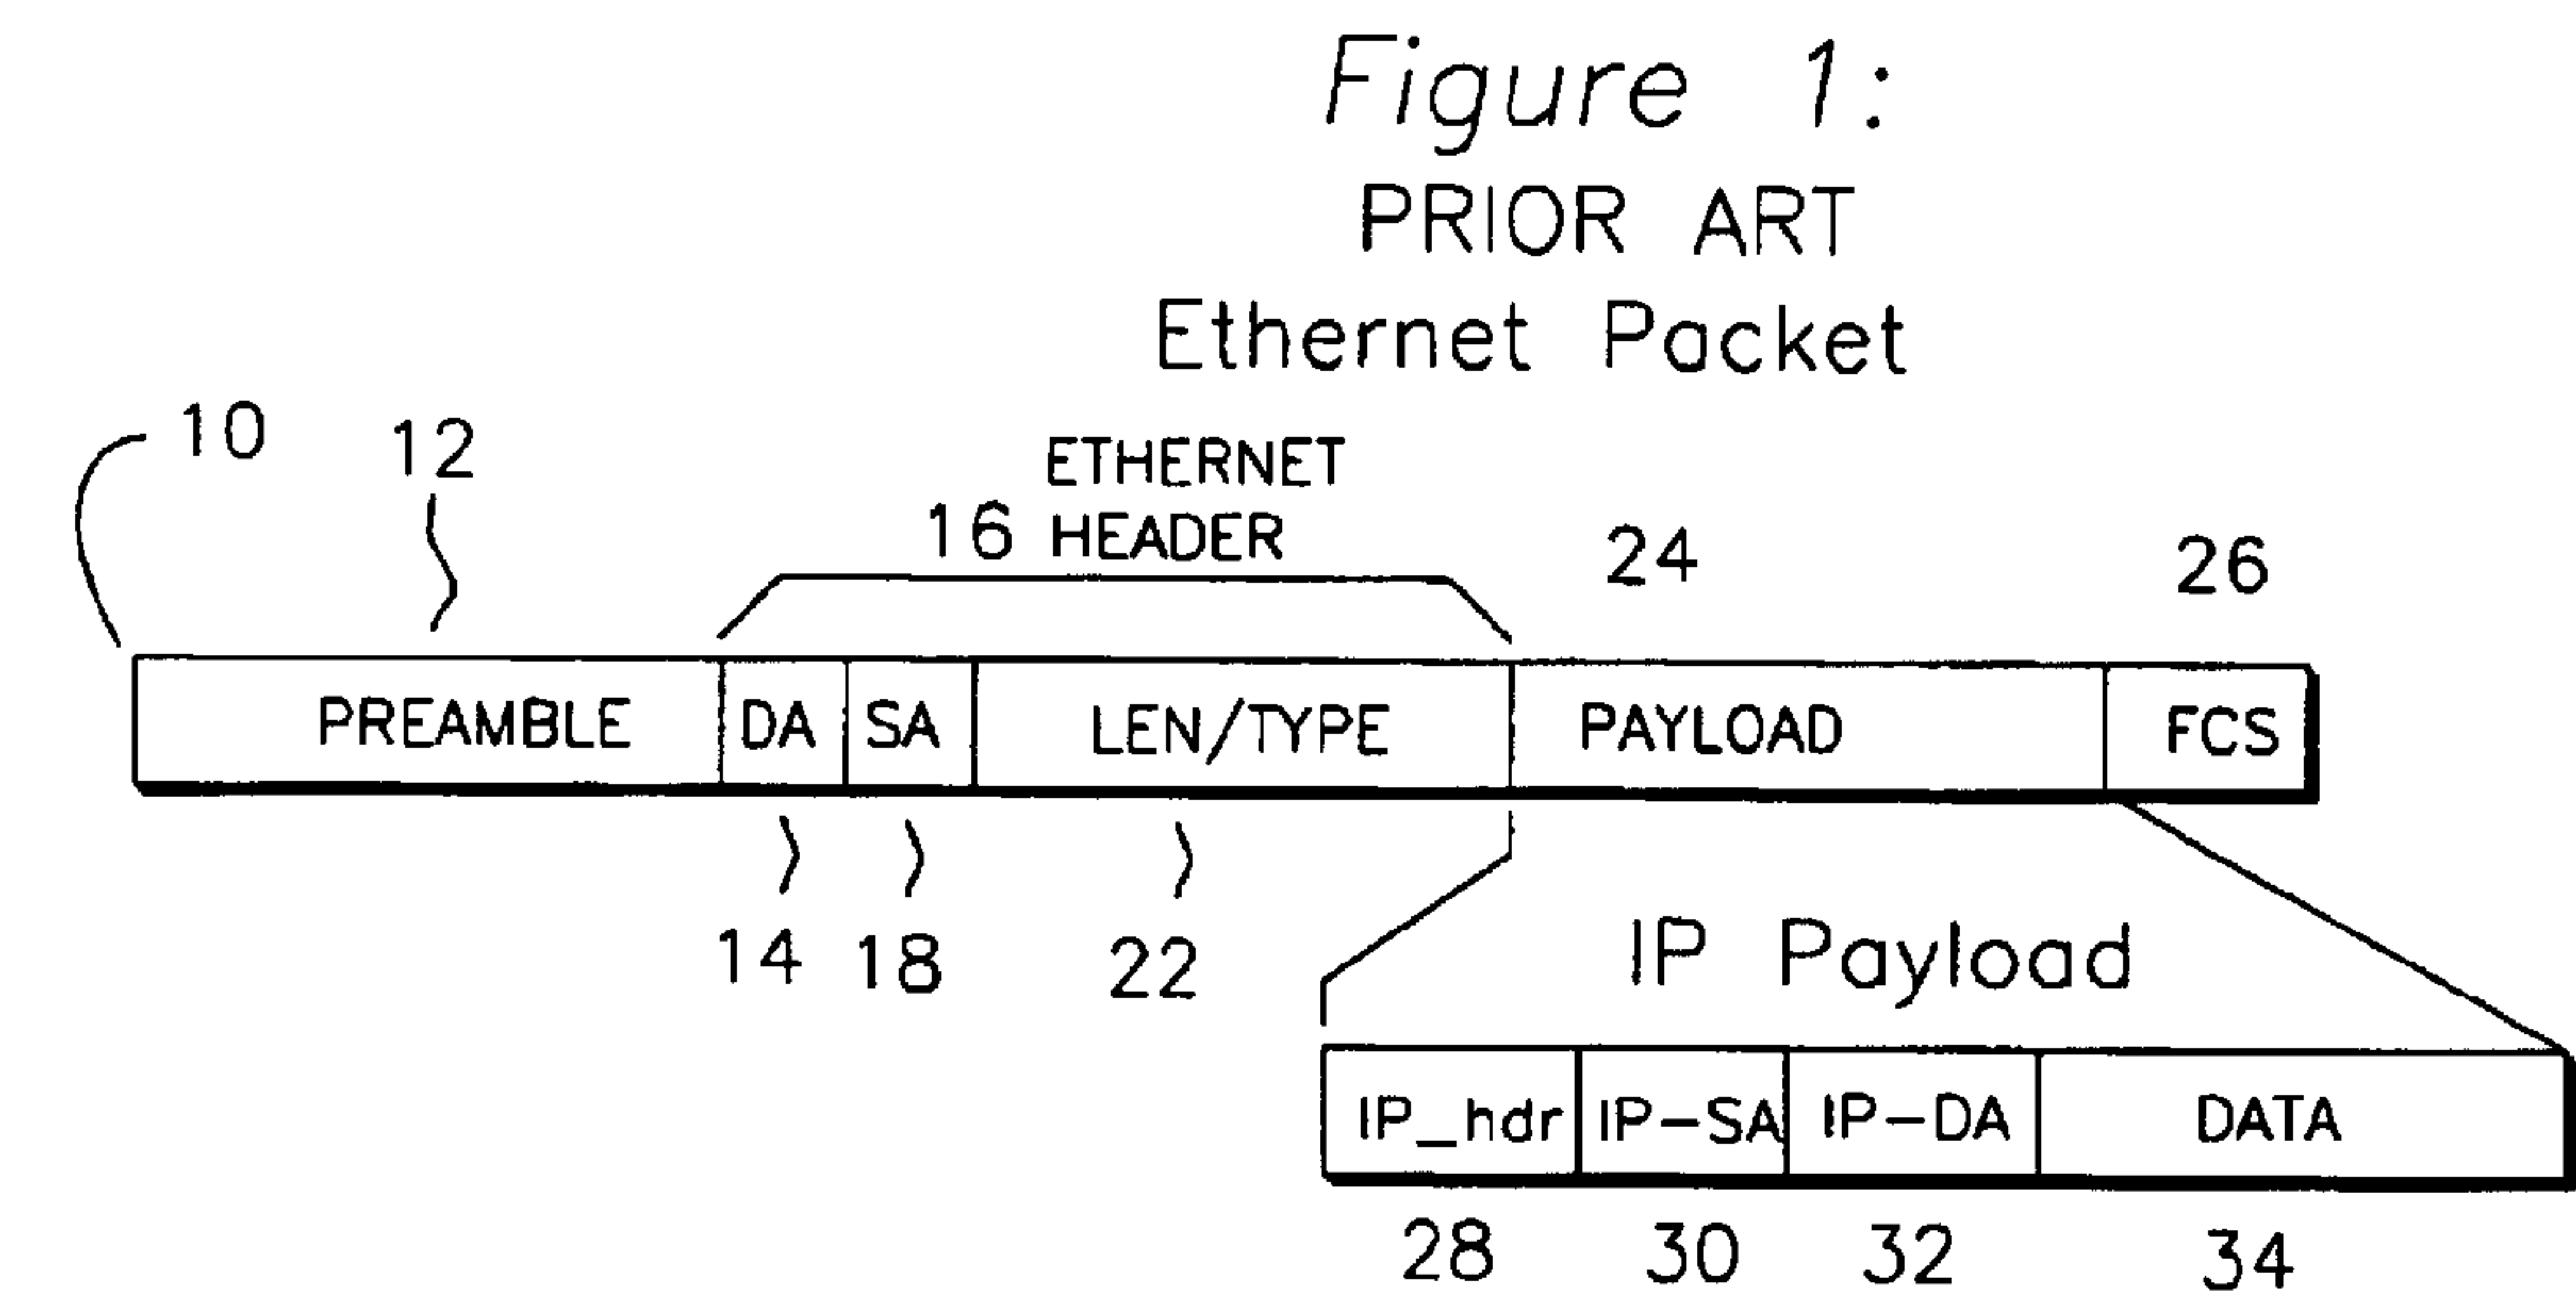 Figure 1:
PRIOR ART
Ethernet Packet
10
12
ETHERNET
16 HEADER
24
26
PREAMBLE DA SA LEN/TYPE PAYLOAD FCS
14 18 22
IP Payload
IP_hdr IP-SA IP-DA DATA
28 30 32 34